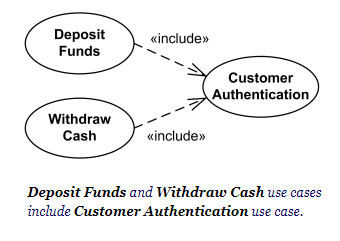 Deposit
Funds
«include»
Customer
Authentication
Withdraw
Cash
«include»
Deposit Funds and Withdraw Cash use cases
include Customer Authentication use case.